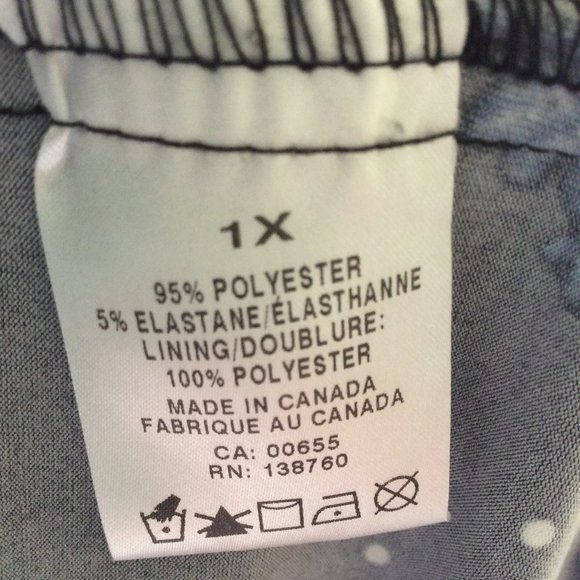 1X
95% POLYESTER
5% ELASTANE/ÉLASTHANNE
LINING/DOUBLURE:
100% POLYESTER
MADE IN CANADA
FABRIQUE AU CANADA
CA: 00655
RN: 138760